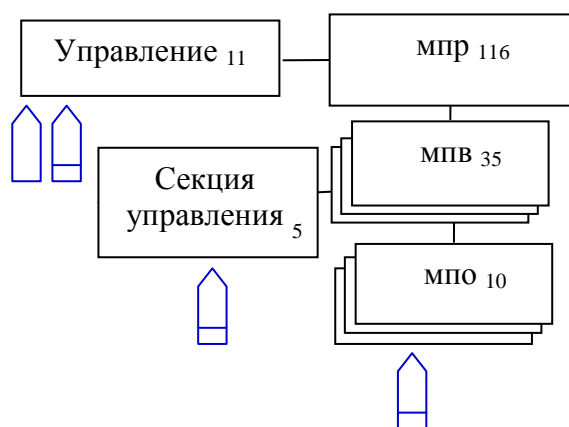 Управление 11
мпр 116
мпв 35
Секция
управления 5
мпо 10